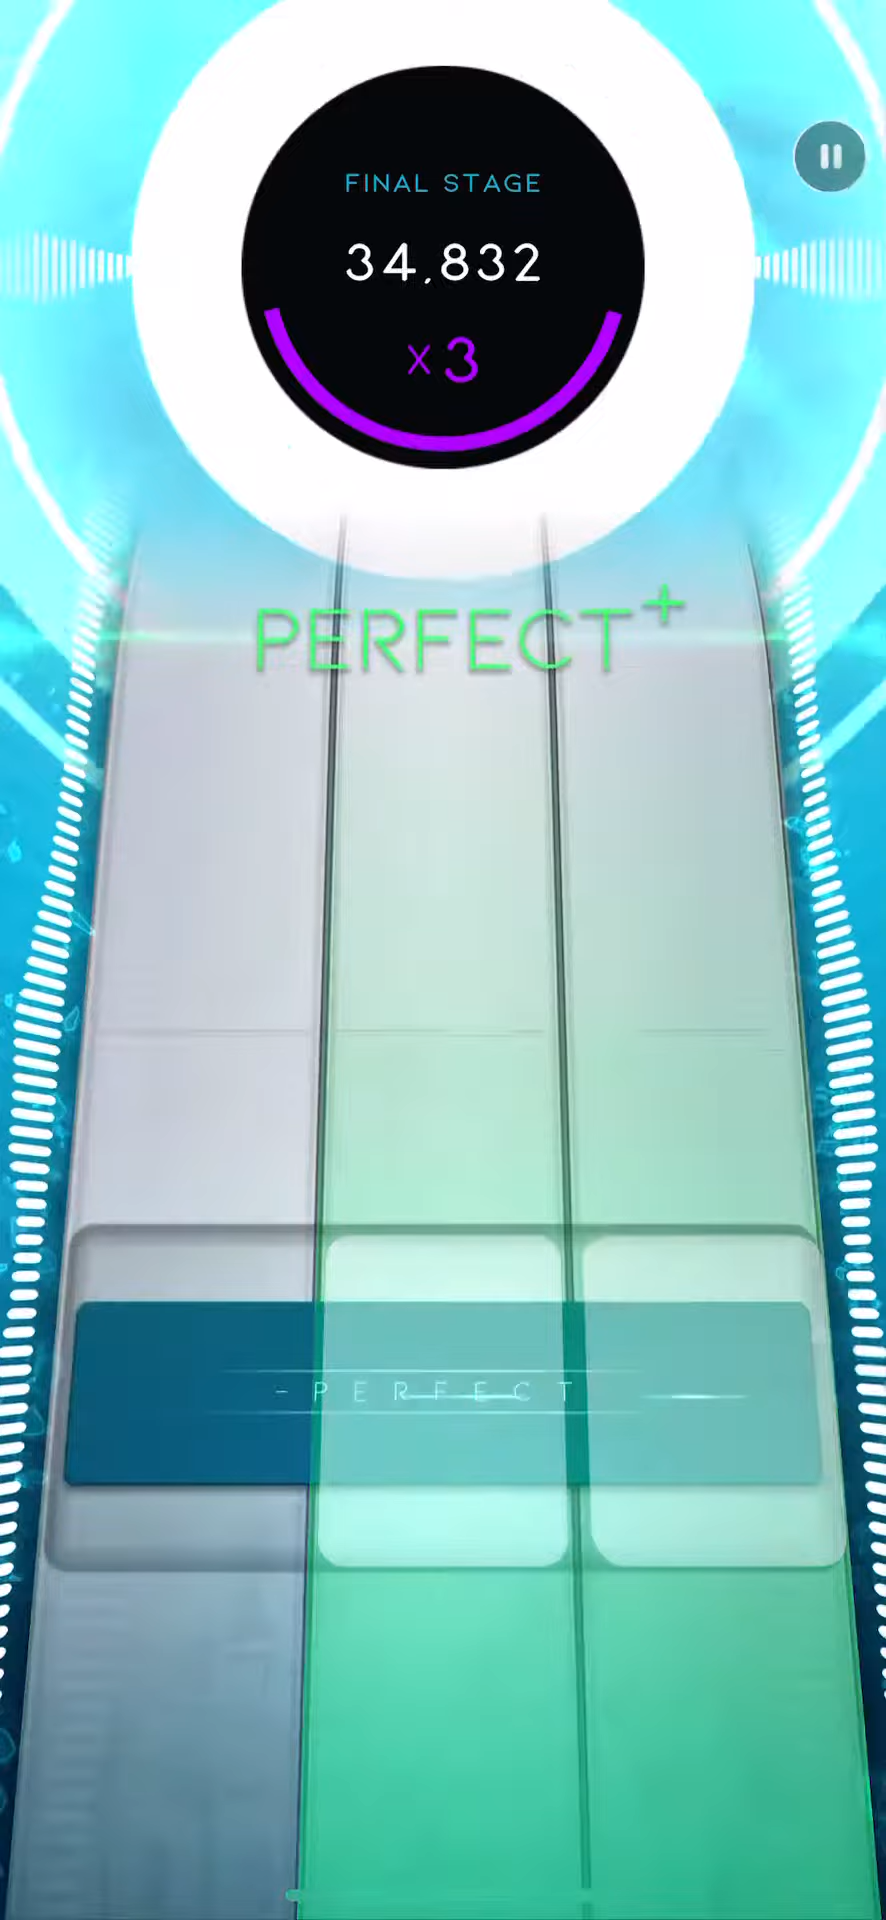 FINAL STAGE
34,832
x3
PERFECT+
- PERFECT